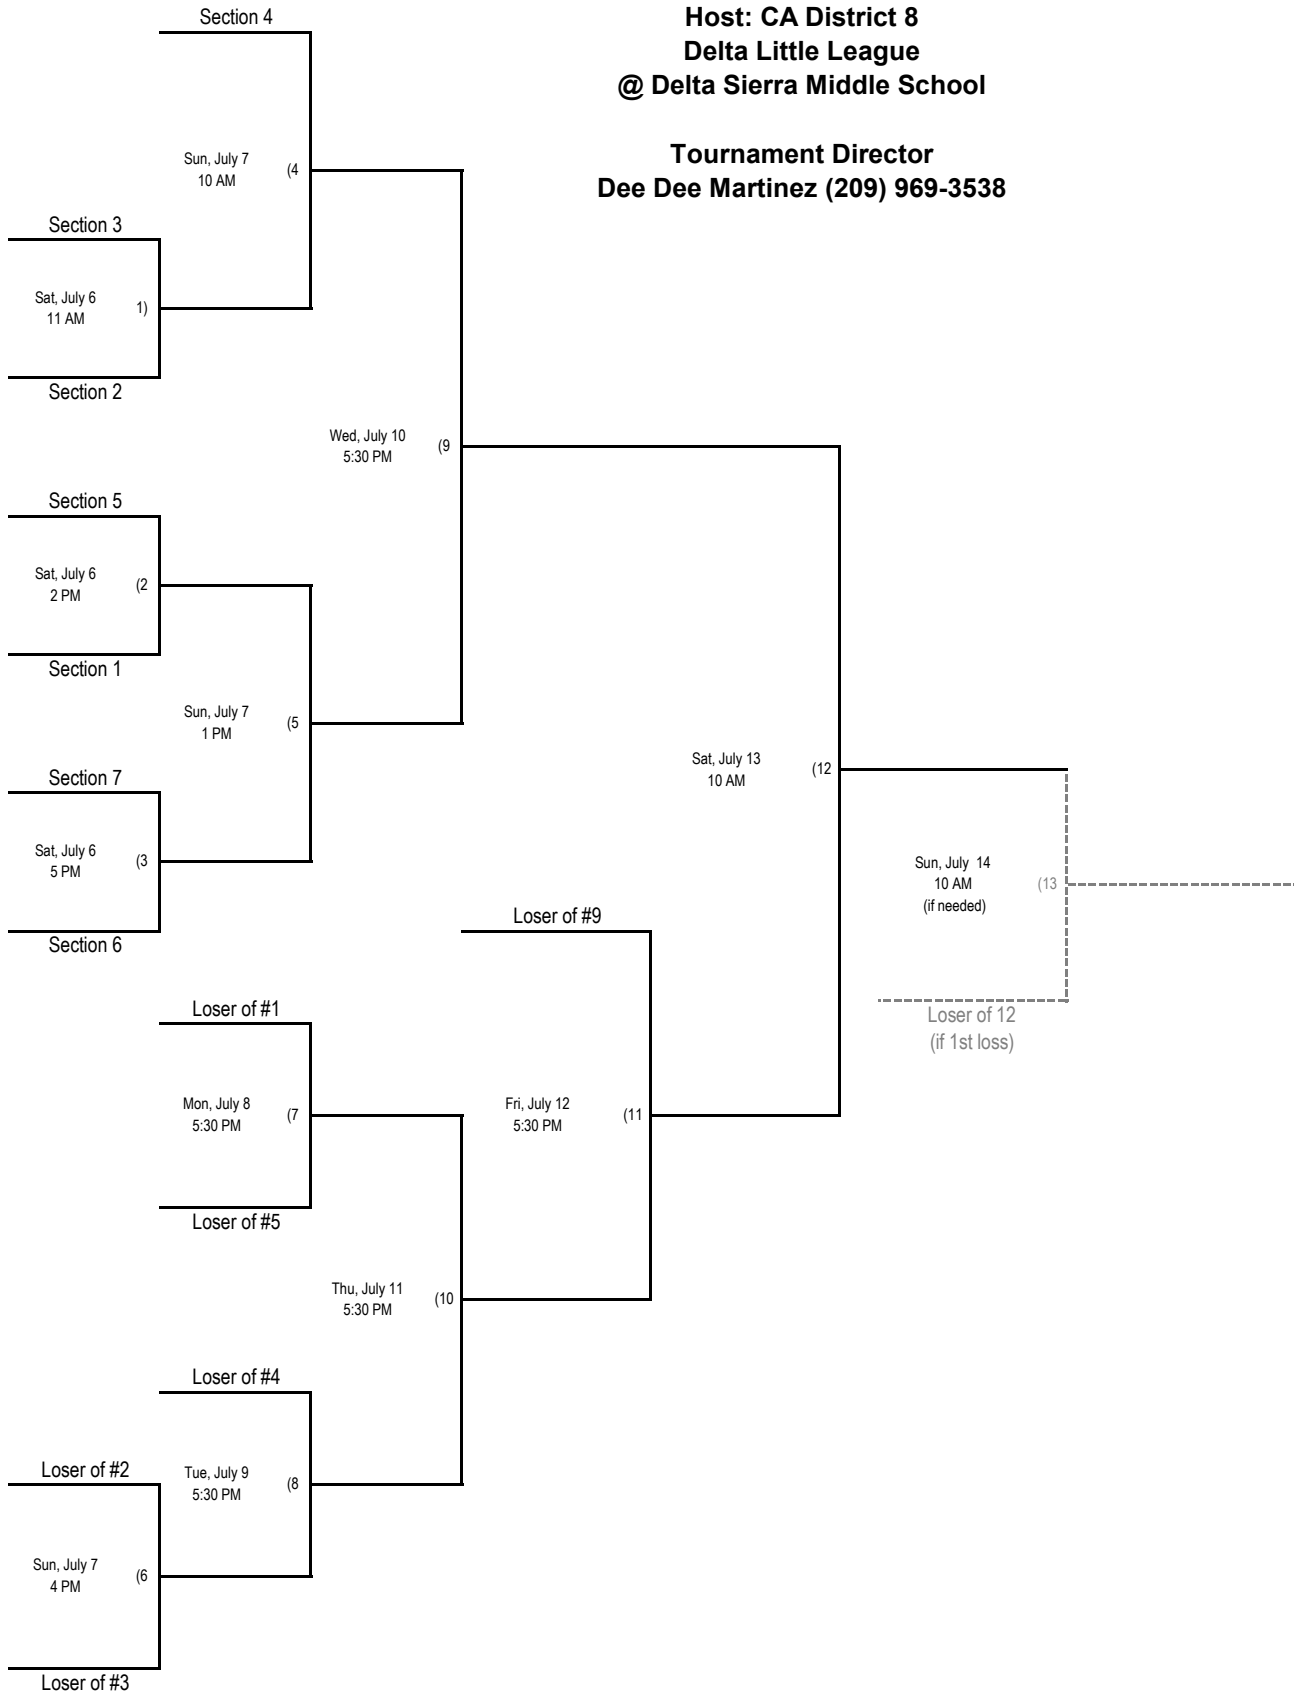 Section 4
Host: CA District 8
Delta Little League
@ Delta Sierra Middle School
Tournament Director
Dee Dee Martinez (209) 969-3538
Sun, July 7
10 AM
(4
Section 3
Sat, July 6
11 AM
1)
Section 2
Wed, July 10
5:30 PM
(9
Section 5
Sat, July 6
2 PM
(2
Section 1
Sun, July 7
1 PM
(5
Section 7
Sat, July 6
5 PM
(3
Section 6
Sat, July 13
10 AM
(12
Sun, July  14
10 AM
(if needed)
(13
Loser of 12
(if 1st loss)
Loser of #9
Loser of #1
Mon, July 8
5:30 PM
(7
Loser of #5
Fri, July 12
5:30 PM
(11
Thu, July 11
5:30 PM
(10
Loser of #4
Tue, July 9
5:30 PM
(8
Loser of #2
Sun, July 7
4 PM
(6
Loser of #3